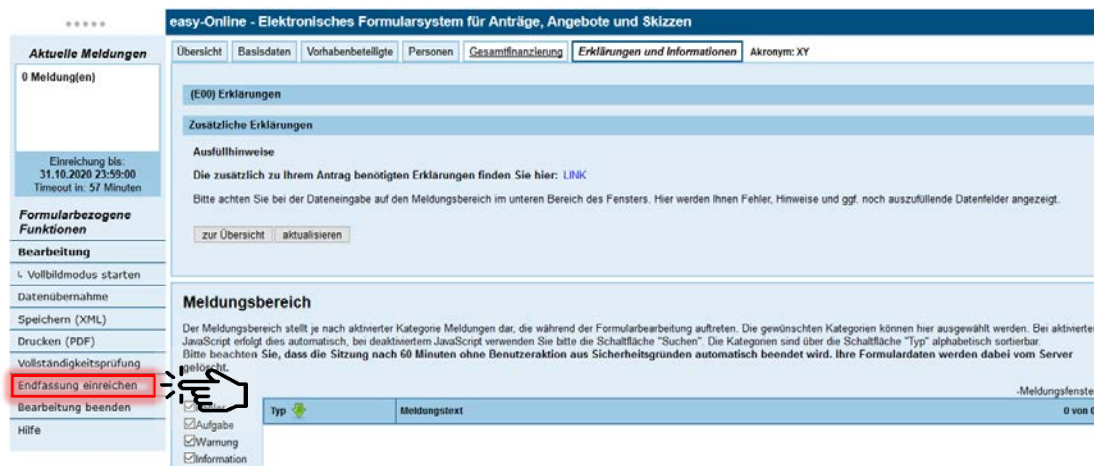 easy-Online - Elektronisches Formularsystem für Anträge, Angebote und Skizzen
Aktuelle Meldungen
0 Meldung(en)
Einreichung bis:
31.10.2020 23:59:00
Timeout in: 57 Minuten
Formularbezogene
Funktionen
Bearbeitung
Vollbildmodus starten
Datenübernahme
Speichern (XML)
Drucken (PDF)
Vollständigkeitsprüfung
Endfassung einreichen
Bearbeitung beenden
Hilfe
Übersicht Basisdaten Vorhabenbeteiligte Personen Gesamtfinanzierung Erklärungen und Informationen Akronym: XY
(E00) Erklärungen
Zusätzliche Erklärungen
Ausfüllhinweise
Die zusätzlich zu Ihrem Antrag benötigten Erklärungen finden Sie hier: LINK
Bitte achten Sie bei der Dateneingabe auf den Meldungsbereich im unteren Bereich des Fensters. Hier werden Ihnen Fehler, Hinweise und ggf. noch auszufüllende Datenfelder angezeigt.
zur Übersicht aktualisieren
Meldungsbereich
Der Meldungsbereich stellt je nach aktivierter Kategorie Meldungen dar, die während der Formularbearbeitung auftreten. Die gewünschten Kategorien können hier ausgewählt werden. Bei aktivierte
JavaScript erfolgt dies automatisch, bei deaktiviertem JavaScript verwenden Sie bitte die Schaltfläche "Suchen". Die Kategorien sind über die Schaltfläche "Typ" alphabetisch sortierbar.
Bitte beachten Sie, dass die Sitzung nach 60 Minuten ohne Benutzeraktion aus Sicherheitsgründen automatisch beendet wird. Ihre Formulardaten werden dabei vom Server
gelöscht.
-Meldungsfenste
Typ Meldungstext 0 von 0
Aufgabe
Warnung
Information